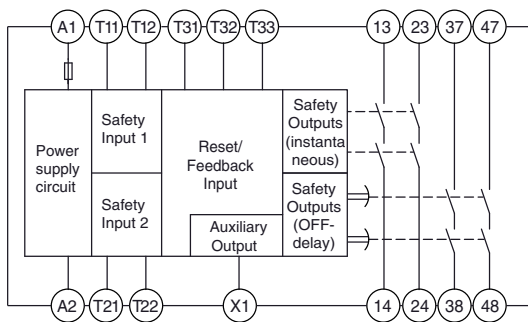 A1 T11 T12 T31 T32 T33 13 23 37 47
Power
supply
circuit
Safety
Input 1
Safety
Input 2
Reset/
Feedback
Input
Auxiliary
Output
Safety
Outputs
(instanta
neous)
Safety
Outputs
(OFF-
delay)
A2 T21 T22 X1 14 24 38 48